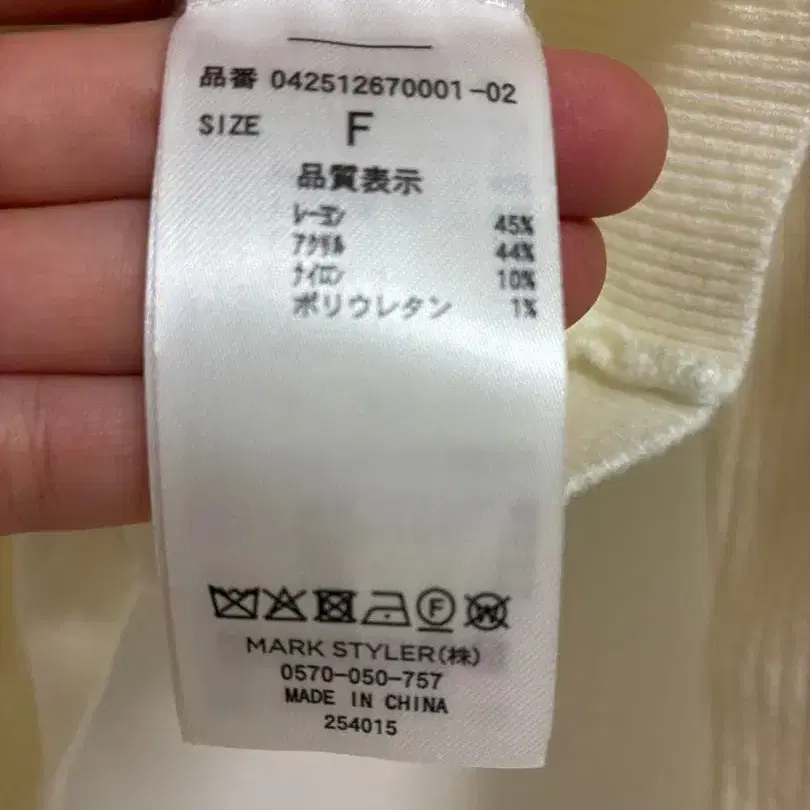 品番 042512670001-02
SIZE F
品質表示
レーヨン 45%
アクリル 44%
ナイロン 10%
ポリウレタン 1%
F W
MARK STYLER(株)
0570-050-757
MADE IN CHINA
254015